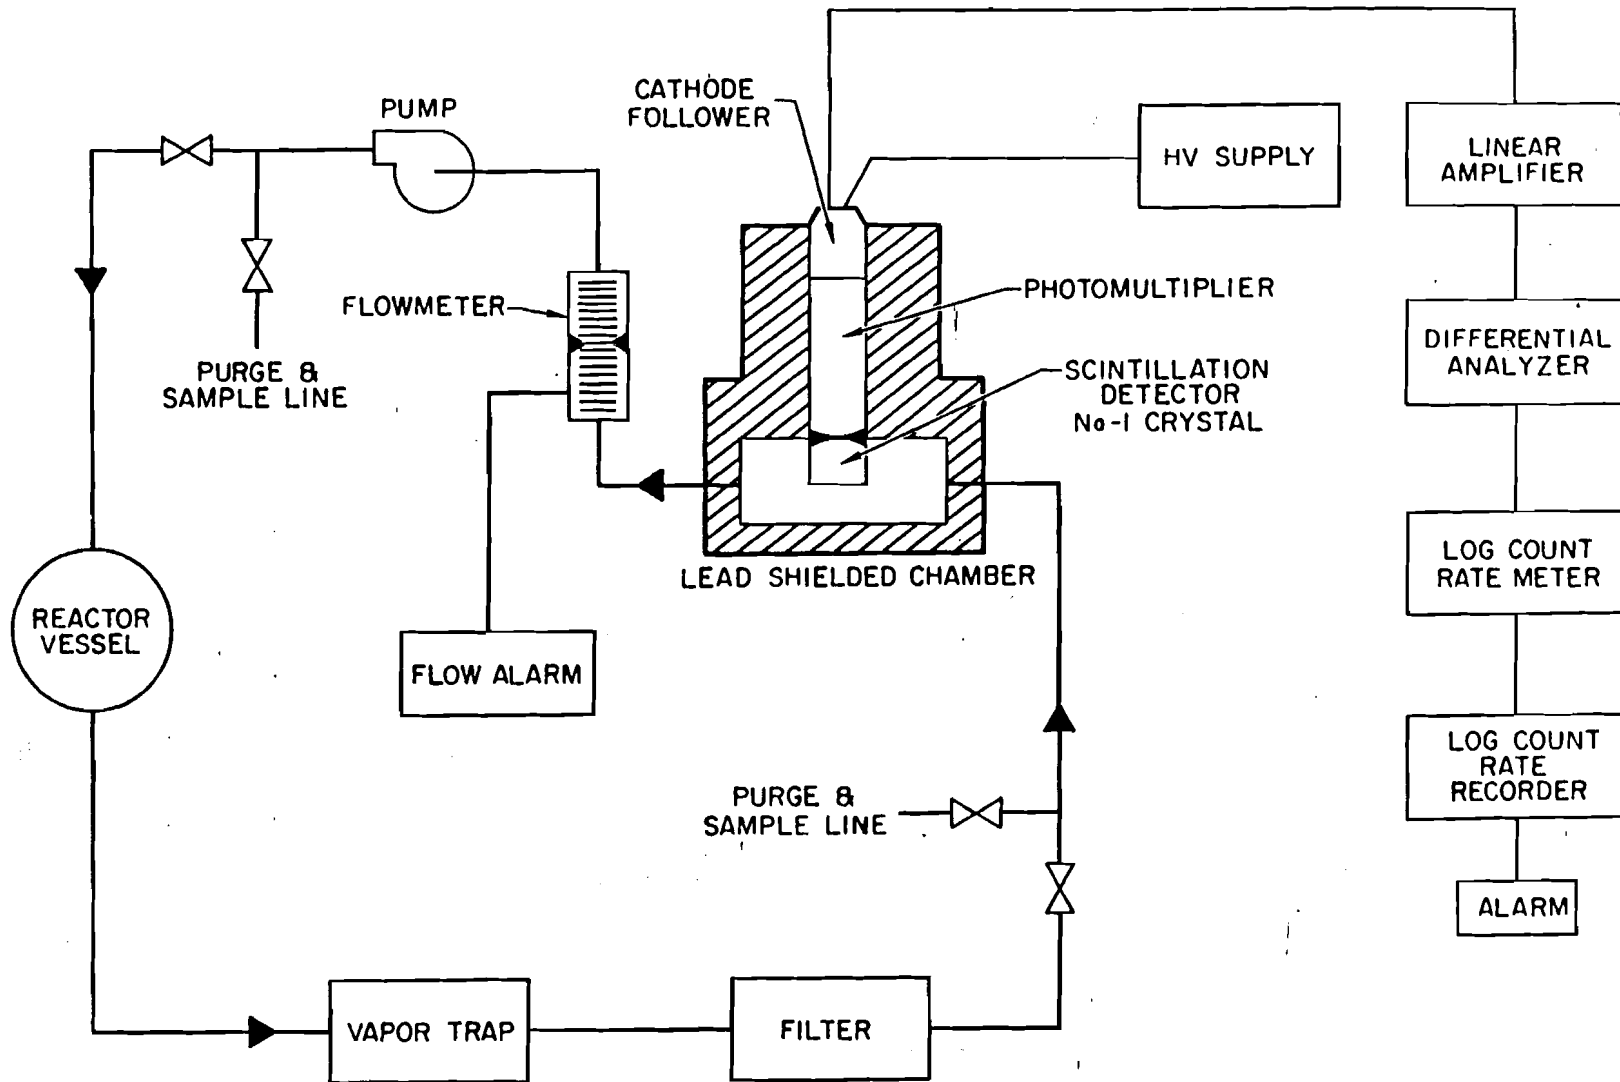 PUMP
CATHODE
FOLLOWER
HV SUPPLY
LINEAR
AMPLIFIER
FLOWMETER
PHOTOMULTIPLIER
DIFFERENTIAL
ANALYZER
PURGE &
SAMPLE LINE
SCINTILLATION
DETECTOR
Na-I CRYSTAL
LEAD SHIELDED CHAMBER
LOG COUNT
RATE METER
REACTOR
VESSEL
FLOW ALARM
LOG COUNT
RATE
RECORDER
PURGE &
SAMPLE LINE
ALARM
VAPOR TRAP
FILTER